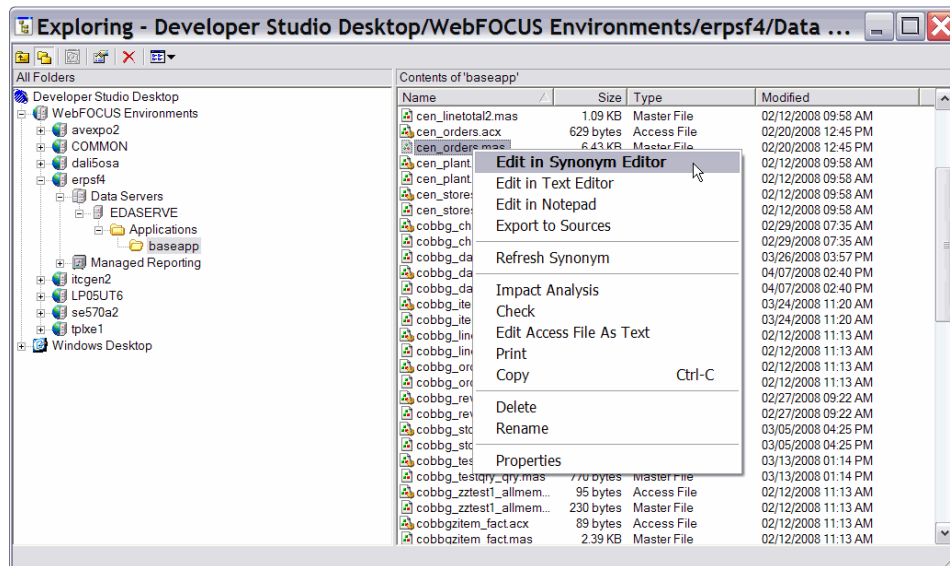 Exploring - Developer Studio Desktop/WebFOCUS Environments/erpsf4/Data ...
All Folders
Contents of 'baseapp'
Developer Studio Desktop
WebFOCUS Environments
avexpo2
COMMON
dali5osa
erpsf4
Data Servers
EDASERVE
Applications
baseapp
Managed Reporting
itcgen2
LP05UT6
se570a2
tplxe1
Windows Desktop
Name Size Type Modified
cen_linetotal2.mas 1.09 KB Master File 02/12/2008 09:58 AM
cen_orders.acx 629 bytes Access File 02/20/2008 12:45 PM
cen_orders.mas 6.43 KB Master File 02/20/2008 12:45 PM
cen_plant 02/12/2008 09:58 AM
cen_plant 02/12/2008 09:58 AM
cen_store 02/12/2008 09:58 AM
cen_store 02/12/2008 09:58 AM
cobbg_ch 02/29/2008 07:35 AM
cobbg_ch 02/29/2008 07:35 AM
cobbg_da 03/26/2008 03:57 PM
cobbg_da 04/07/2008 02:40 PM
cobbg_da 04/07/2008 02:40 PM
cobbg_ite 03/24/2008 11:20 AM
cobbg_ite 03/24/2008 11:20 AM
cobbg_line 02/12/2008 11:13 AM
cobbg_line 02/12/2008 11:13 AM
cobbg_ord 02/12/2008 11:13 AM
cobbg_ord 02/12/2008 11:13 AM
cobbg_rev 02/27/2008 09:22 AM
cobbg_rev 02/27/2008 09:22 AM
cobbg_sto 03/05/2008 04:25 PM
cobbg_sto 03/05/2008 04:25 PM
cobbg_tes 03/13/2008 01:14 PM
cobbg_testqry_qry.mas 770 bytes Master File 03/13/2008 01:14 PM
cobbg_zztest1_allmem... 95 bytes Access File 02/12/2008 11:13 AM
cobbg_zztest1_allmem... 230 bytes Master File 02/12/2008 11:13 AM
cobbgzitem_fact.acx 89 bytes Access File 02/12/2008 11:13 AM
cobbgzitem_fact.mas 2.39 KB Master File 02/12/2008 11:13 AM
Edit in Synonym Editor
Edit in Text Editor
Edit in Notepad
Export to Sources
Refresh Synonym
Impact Analysis
Check
Edit Access File As Text
Print
Copy Ctrl-C
Delete
Rename
Properties